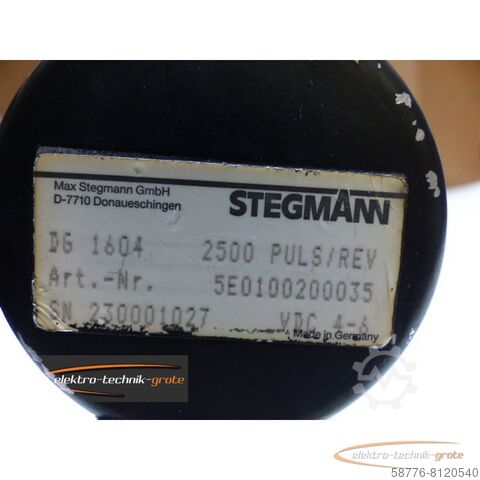 Max Stegmann GmbH
D-7710 Donaueschingen
STEGMANN
DG 1604 2500 PULS/REV
Art.-Nr. 5E0100200035
SN 230001027 VDC 4-6
Made in Germany
elektro-technik-grote
elektro-technik-grote
58776-8120540